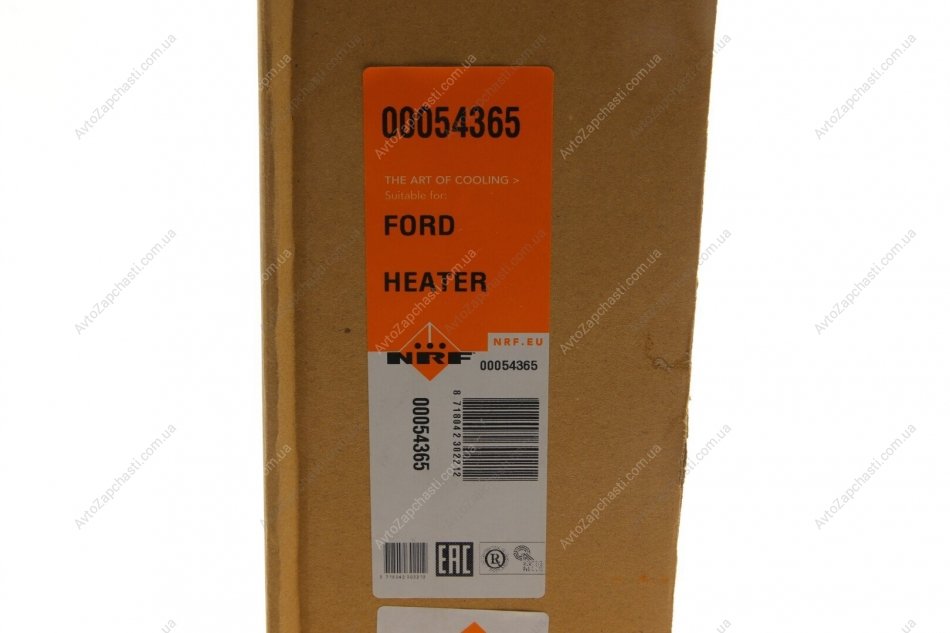 00054365
THE ART OF COOLING >
Suitable for:
FORD
HEATER
NRF
NRF.EU
00054365
00054365
8 718042 302212
EAC
R
AvtoZapchasti.com.ua